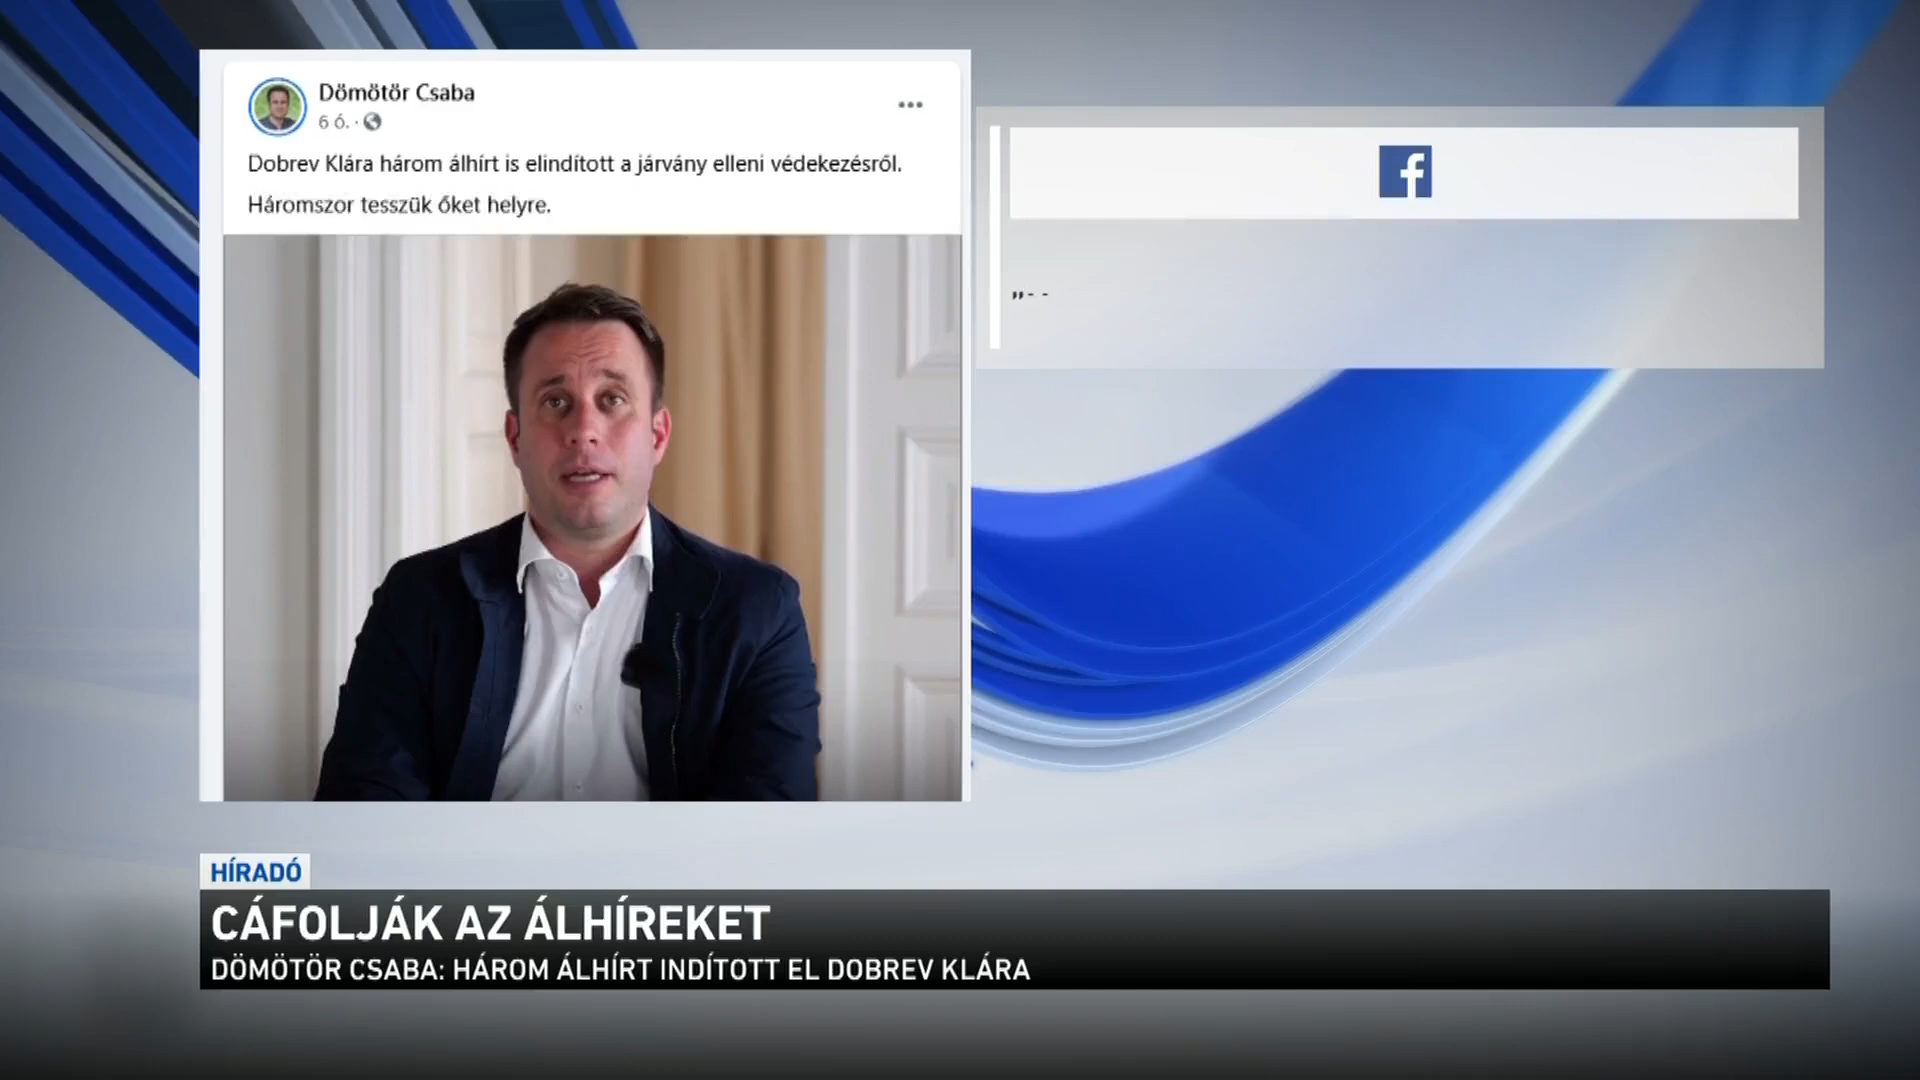 Dömötör Csaba
6 ó. ·
Dobrev Klára három álhírt is elindított a járvány elleni védekezésről.
Háromszor tesszük őket helyre.
„- -
HÍRADÓ
CÁFOLJÁK AZ ÁLHÍREKET
DÖMÖTÖR CSABA: HÁROM ÁLHÍRT INDÍTOTT EL DOBREV KLÁRA